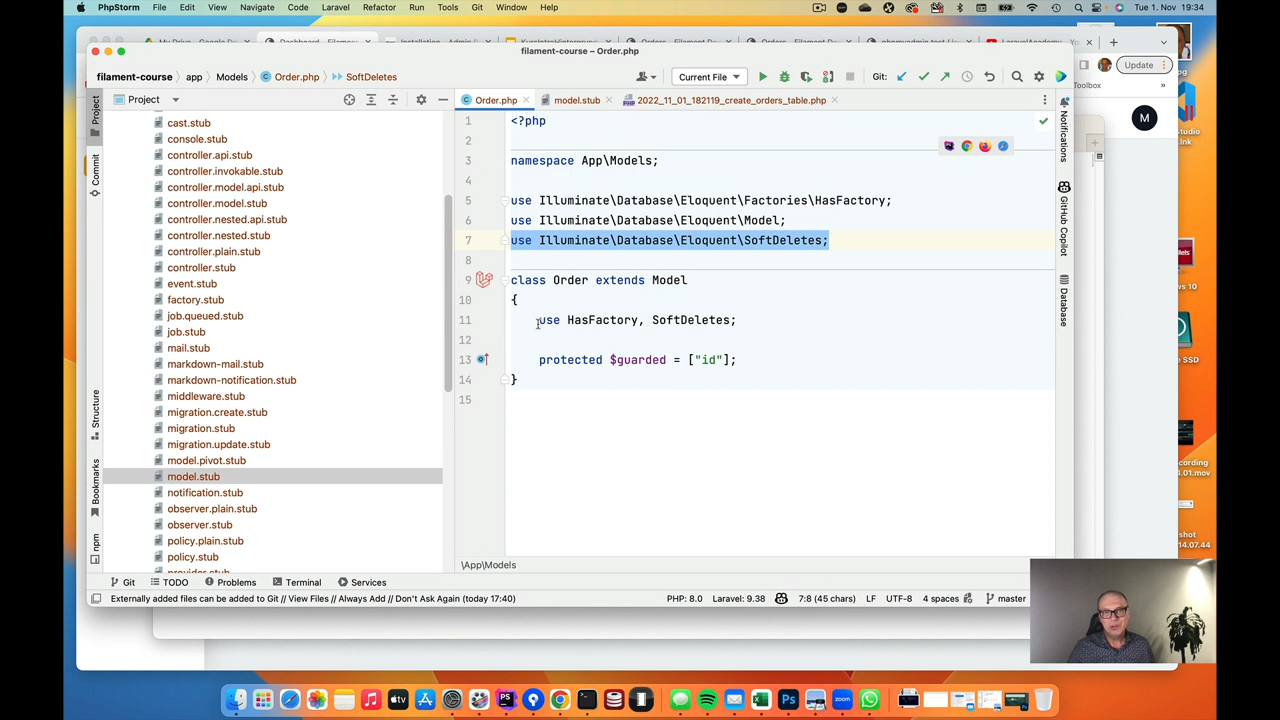 PhpStorm File Edit View Navigate Code Laravel Refactor Run Tools Git Window Help Tue 1. Nov 19:34
filament-course – Order.php
Update
filament-course app Models Order.php SoftDeletes Current File Git:
Project Order.php model.stub 2022_11_01_182119_create_orders_table.php
M
cast.stub
console.stub
controller.api.stub
controller.invokable.stub
controller.model.api.stub
controller.model.stub
controller.nested.api.stub
controller.nested.stub
controller.plain.stub
controller.stub
event.stub
factory.stub
job.queued.stub
job.stub
mail.stub
markdown-mail.stub
markdown-notification.stub
middleware.stub
migration.create.stub
migration.stub
migration.update.stub
model.pivot.stub
model.stub
notification.stub
observer.plain.stub
observer.stub
policy.plain.stub
policy.stub
provider.stub
1 <?php
2
3 namespace App\Models;
4
5 use Illuminate\Database\Eloquent\Factories\HasFactory;
6 use Illuminate\Database\Eloquent\Model;
7 use Illuminate\Database\Eloquent\SoftDeletes;
8
9 class Order extends Model
10 {
11 use HasFactory, SoftDeletes;
12
13 protected $guarded = ["id"];
14 }
15
\App\Models
Project
Commit
Structure
Bookmarks
npm
Notifications
GitHub Copilot
Database
Git TODO Problems Terminal Services
Externally added files can be added to Git // View Files // Always Add // Don't Ask Again (today 17:40) PHP: 8.0 Laravel: 9.38 7:8 (45 chars) LF UTF-8 4 spaces master